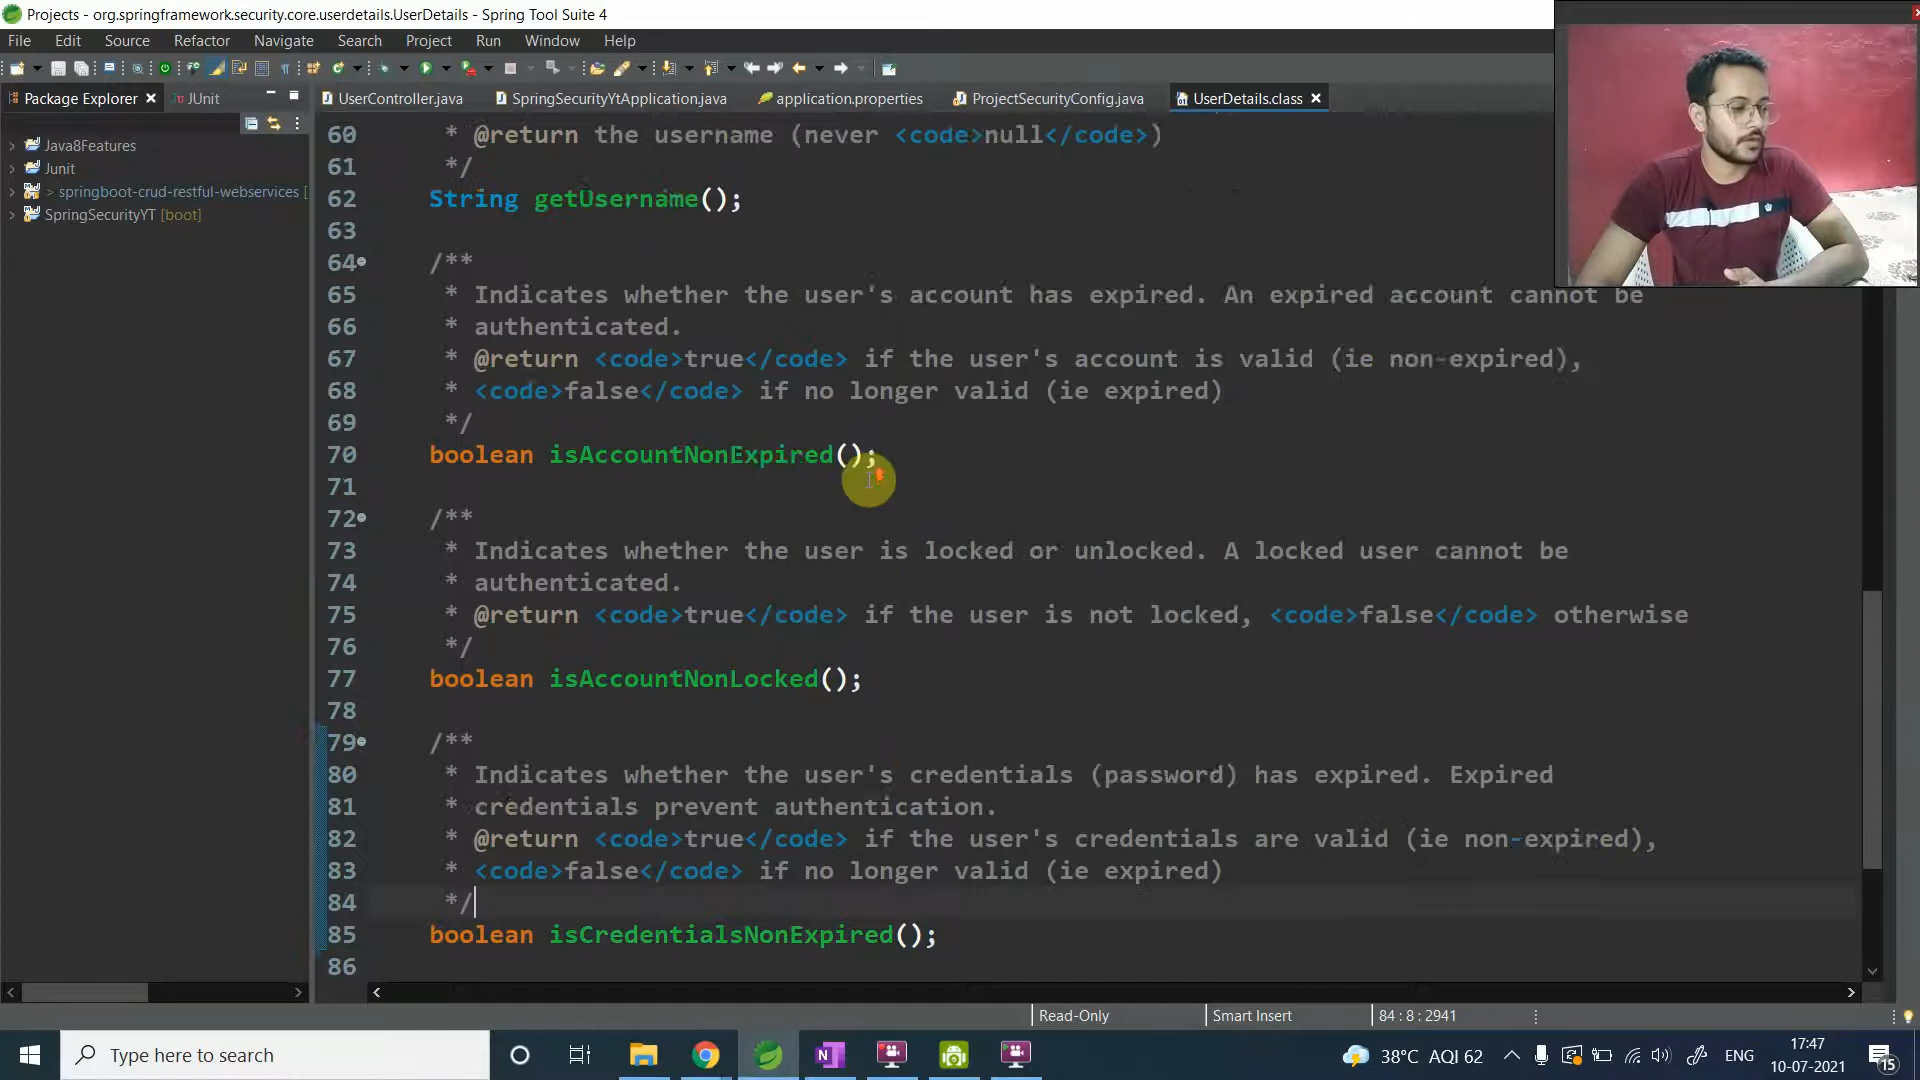 Projects - org.springframework.security.core.userdetails.UserDetails - Spring Tool Suite 4
File Edit Source Refactor Navigate Search Project Run Window Help
Package Explorer JUnit UserController.java SpringSecurityYtApplication.java application.properties ProjectSecurityConfig.java UserDetails.class
Java8Features
Junit
> springboot-crud-restful-webservices [
SpringSecurityYT [boot]
60 * @return the username (never <code>null</code>)
61 */
62 String getUsername();
63
64 /**
65 * Indicates whether the user's account has expired. An expired account cannot be
66 * authenticated.
67 * @return <code>true</code> if the user's account is valid (ie non-expired),
68 * <code>false</code> if no longer valid (ie expired)
69 */
70 boolean isAccountNonExpired();
71
72 /**
73 * Indicates whether the user is locked or unlocked. A locked user cannot be
74 * authenticated.
75 * @return <code>true</code> if the user is not locked, <code>false</code> otherwise
76 */
77 boolean isAccountNonLocked();
78
79 /**
80 * Indicates whether the user's credentials (password) has expired. Expired
81 * credentials prevent authentication.
82 * @return <code>true</code> if the user's credentials are valid (ie non-expired),
83 * <code>false</code> if no longer valid (ie expired)
84 */
85 boolean isCredentialsNonExpired();
86
Read-Only Smart Insert 84 : 8 : 2941
Type here to search 38°C AQI 62 ENG 17:47
10-07-2021 15